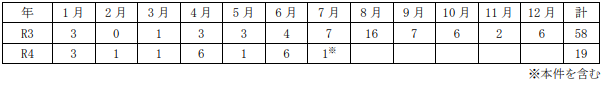 年 1月 2月 3月 4月 5月 6月 7月 8月 9月 10月 11月 12月 計
R3 3 0 1 3 3 4 7 16 7 6 2 6 58
R4 3 1 1 6 1 6 1※ 19
※本件を含む